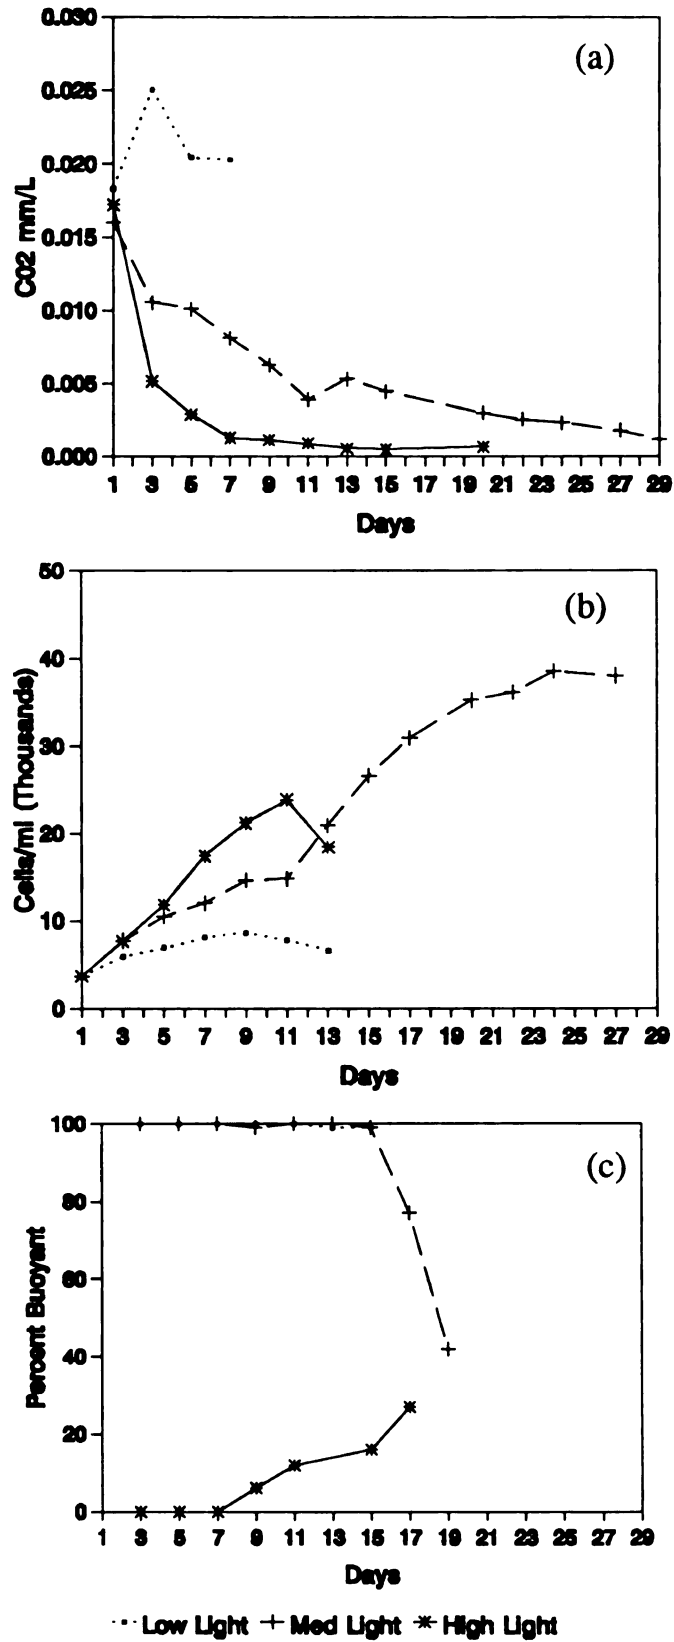 0.030
(a)
0.025
0.020
0.015
0.010
0.005
0.000
CO2 mm/L
1 3 5 7 9 11 13 15 17 19 21 23 25 27 29
Days
50
(b)
40
30
20
10
0
Cells/ml (Thousands)
1 3 5 7 9 11 13 15 17 19 21 23 25 27 29
Days
100
(c)
80
60
40
20
0
Percent Buoyant
1 3 5 7 9 11 13 15 17 19 21 23 25 27 29
Days
Low Light Med Light High Light